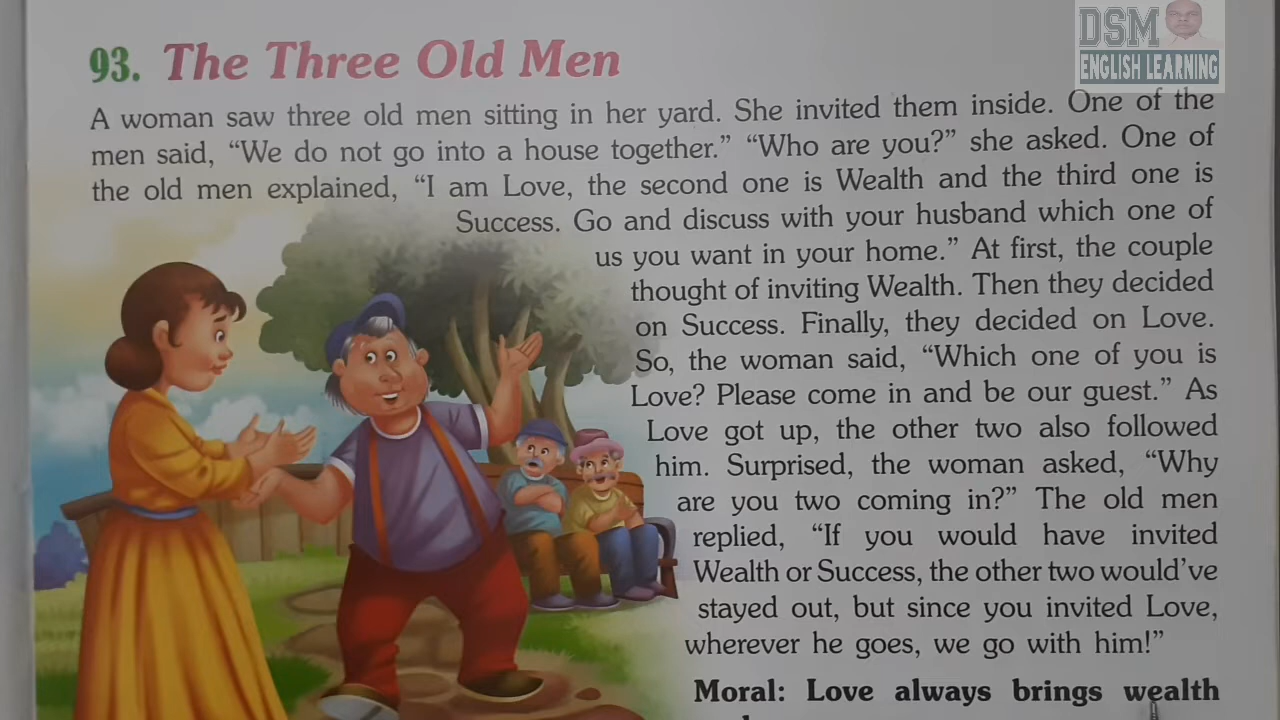 DSM
ENGLISH LEARNING
93. The Three Old Men
A woman saw three old men sitting in her yard. She invited them inside. One of the
men said, “We do not go into a house together.” “Who are you?” she asked. One of
the old men explained, “I am Love, the second one is Wealth and the third one is
Success. Go and discuss with your husband which one of
us you want in your home.” At first, the couple
thought of inviting Wealth. Then they decided
on Success. Finally, they decided on Love.
So, the woman said, “Which one of you is
Love? Please come in and be our guest.” As
Love got up, the other two also followed
him. Surprised, the woman asked, “Why
are you two coming in?” The old men
replied, “If you would have invited
Wealth or Success, the other two would’ve
stayed out, but since you invited Love,
wherever he goes, we go with him!”
Moral: Love always brings wealth